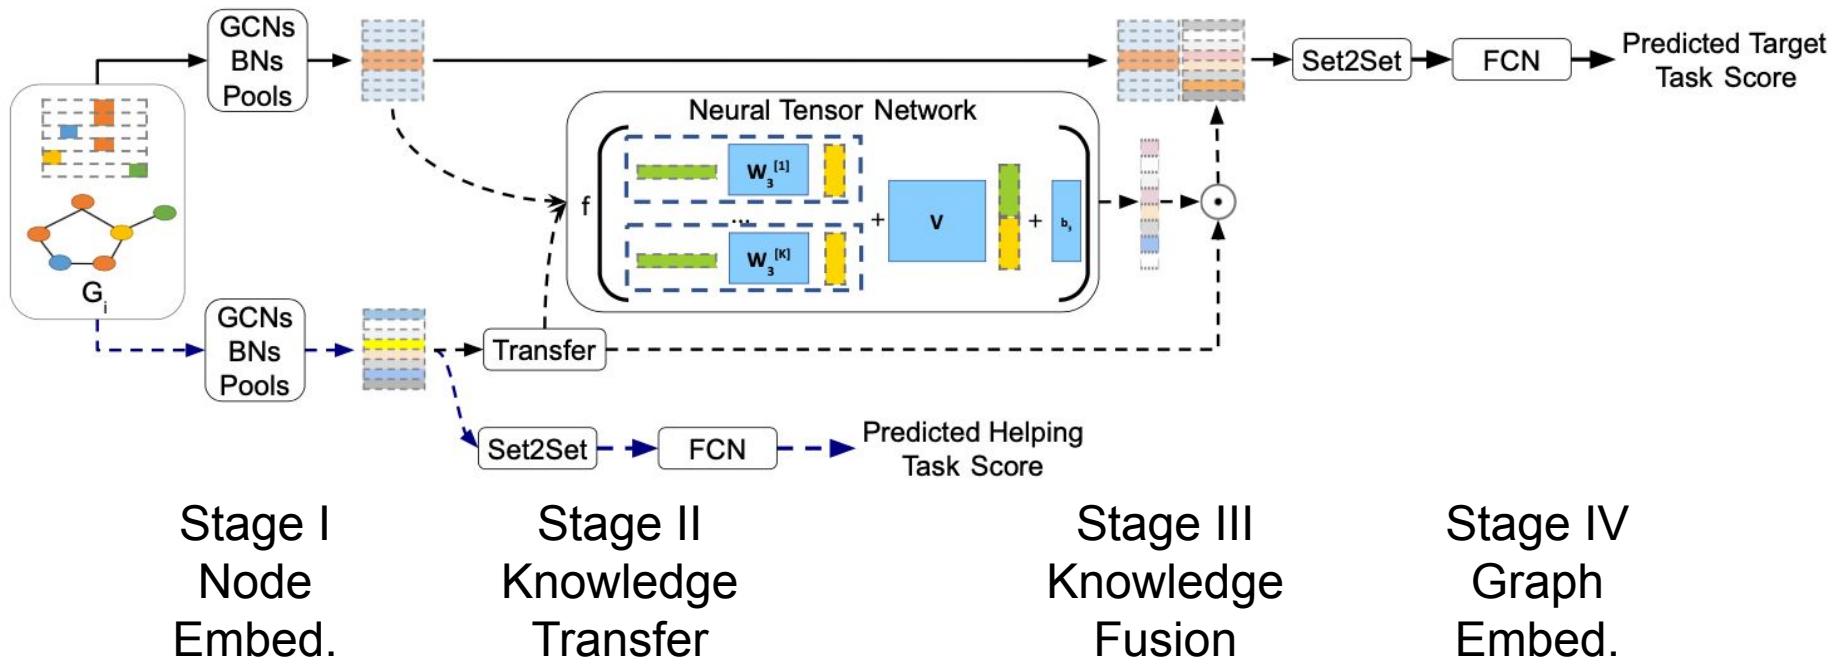 GCNs
BNs
Pools
Neural Tensor Network
f
W₃^[1]
...
W₃^[K]
+
V
+
b₃
Set2Set
FCN
Predicted Target
Task Score
G_i
GCNs
BNs
Pools
Transfer
Set2Set
FCN
Predicted Helping
Task Score
Stage I
Node
Embed.
Stage II
Knowledge
Transfer
Stage III
Knowledge
Fusion
Stage IV
Graph
Embed.